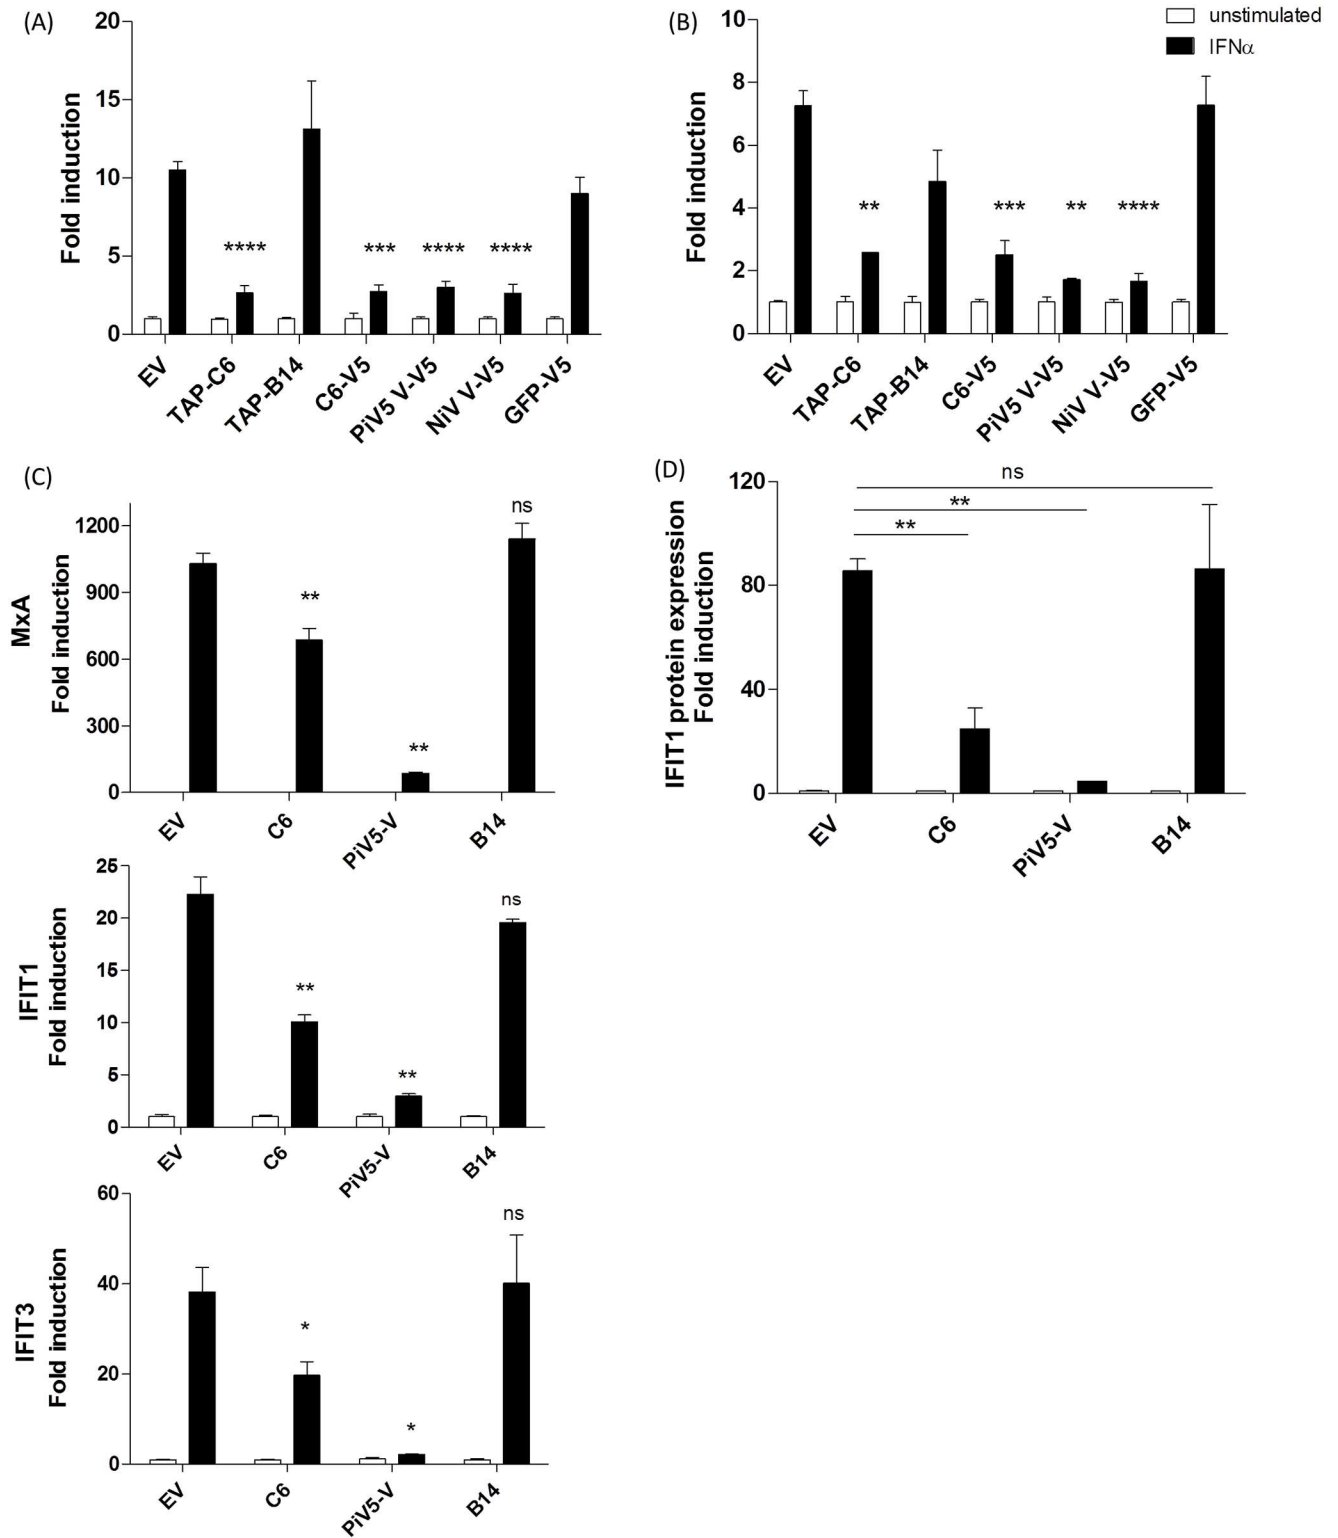 (A)
20
15
10
5
0
Fold induction
****
***
****
****
EV
TAP-C6
TAP-B14
C6-V5
PiV5 V-V5
NiV V-V5
GFP-V5
(B)
unstimulated
IFNα
10
8
6
4
2
0
Fold induction
**
***
**
****
EV
TAP-C6
TAP-B14
C6-V5
PiV5 V-V5
NiV V-V5
GFP-V5
(C)
MxA
Fold induction
1200
900
600
300
0
**
**
ns
EV
C6
PiV5-V
B14
IFIT1
Fold induction
25
20
15
10
5
0
**
**
ns
EV
C6
PiV5-V
B14
IFIT3
Fold induction
60
40
20
0
*
*
ns
EV
C6
PiV5-V
B14
(D)
IFIT1 protein expression
Fold induction
120
80
40
0
ns
**
**
EV
C6
PiV5-V
B14